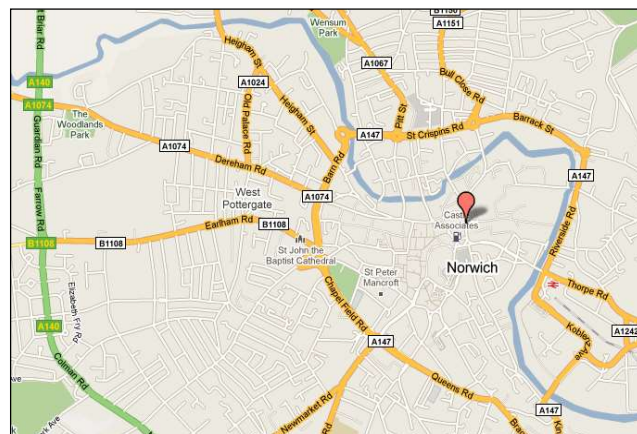 Wensum
Park
B1150
A1151
t Briar Rd
Heigham St
A1067
Bull Close Rd
A140
A1024
Pitt St
A1074
The
Woodlands
Park
Guardian Rd
Old Palace Rd
Heigham St
A147
St Crispins Rd
Barrack St
A1074
Dereham Rd
Barn Rd
A147
Farrow Rd
West
Pottergate
A1074
Castle
Associates
Riverside Rd
Earlham Rd
B1108
B1108
B1108
St John the
Baptist Cathedral
St Peter
Mancroft
Norwich
Thorpe Rd
Elizabeth Fry Rd
Chapel Field Rd
A140
A147
A1242
Colman Rd
Queens Rd
Newmarket Rd
A147